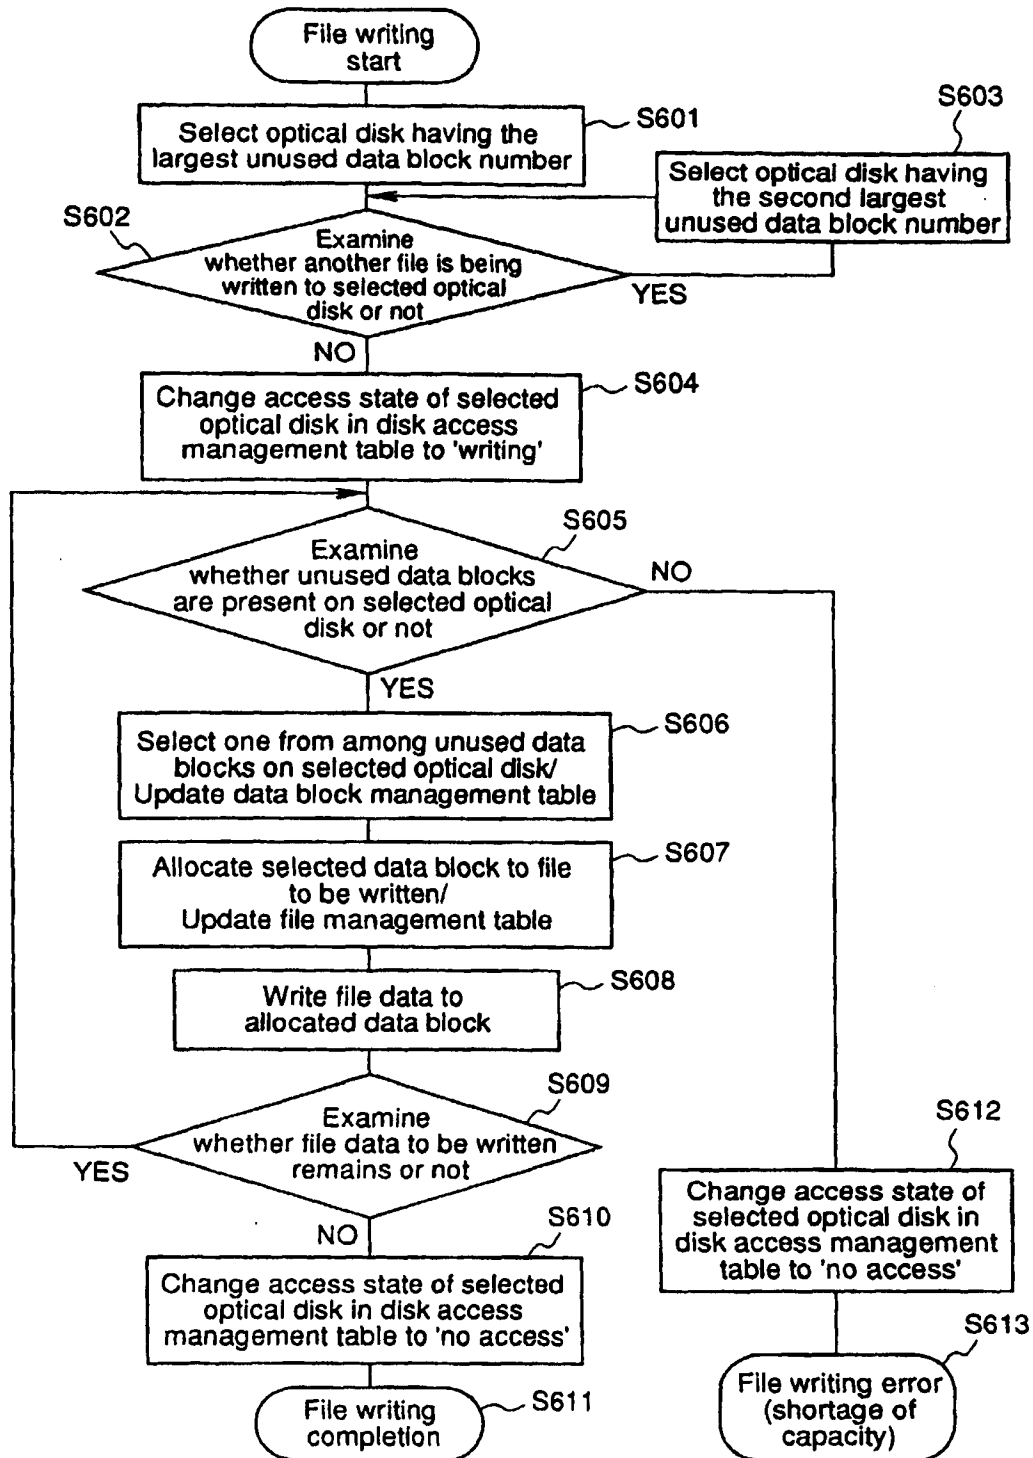 File writing
start
S601
Select optical disk having the
largest unused data block number
S603
Select optical disk having
the second largest
unused data block number
S602
Examine
whether another file is being
written to selected optical
disk or not
YES
NO
S604
Change access state of selected
optical disk in disk access
management table to 'writing'
S605
Examine
whether unused data blocks
are present on selected optical
disk or not
NO
YES
S606
Select one from among unused data
blocks on selected optical disk/
Update data block management table
S607
Allocate selected data block to file
to be written/
Update file management table
S608
Write file data to
allocated data block
S609
Examine
whether file data to be written
remains or not
YES
NO
S610
Change access state of selected
optical disk in disk access
management table to 'no access'
S611
File writing
completion
S612
Change access state of
selected optical disk in
disk access management
table to 'no access'
S613
File writing error
(shortage of
capacity)